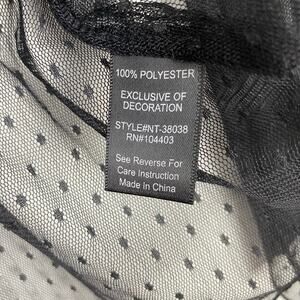 100% POLYESTER
EXCLUSIVE OF
DECORATION
STYLE#NT-38038
RN#104403
See Reverse For
Care Instruction
Made In China